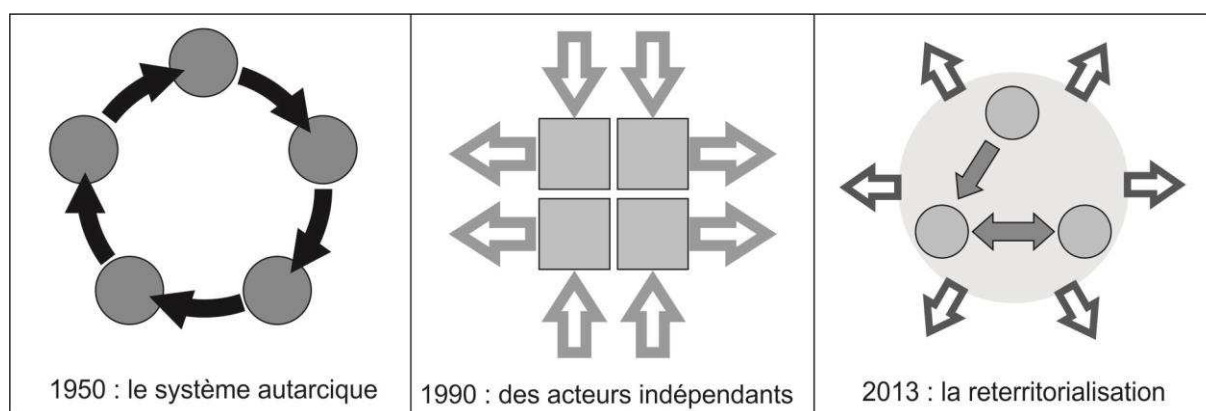 1950 : le système autarcique
1990 : des acteurs indépendants
2013 : la reterritorialisation